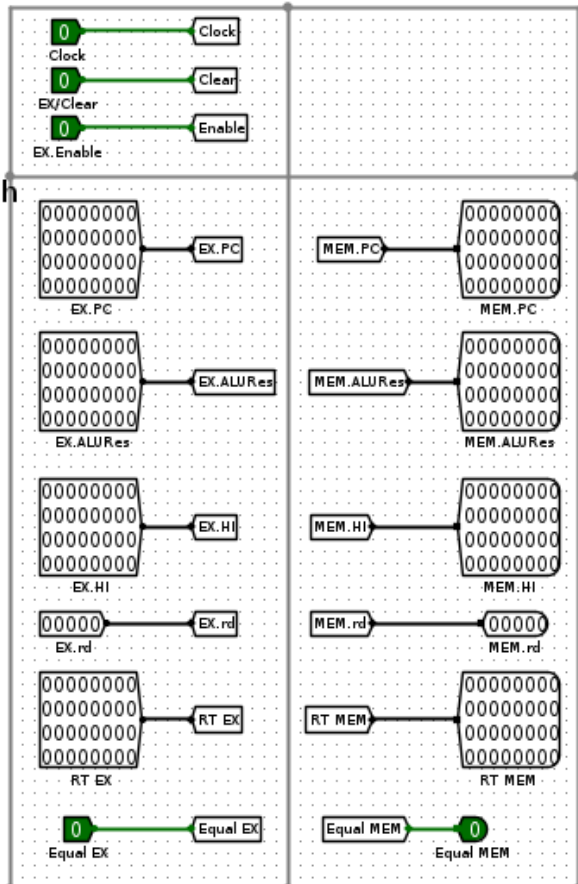 0 Clock
Clock
0 Clear
EX/Clear
0 Enable
EX.Enable
h
00000000 00000000
00000000 EX.PC MEM.PC 00000000
00000000 00000000
00000000 00000000
EX.PC MEM.PC
00000000 00000000
00000000 EX.ALURes MEM.ALURes 00000000
00000000 00000000
00000000 00000000
EX.ALURes MEM.ALURes
00000000 00000000
00000000 EX.HI MEM.HI 00000000
00000000 00000000
00000000 00000000
EX.HI MEM.HI
00000 EX.rd MEM.rd 00000
EX.rd MEM.rd
00000000 00000000
00000000 RT EX RT MEM 00000000
00000000 00000000
00000000 00000000
RT EX RT MEM
0 Equal EX Equal MEM 0
Equal EX Equal MEM